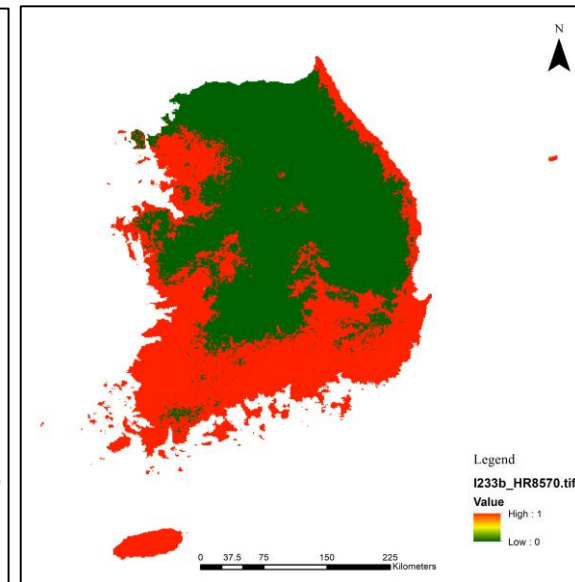 N
Legend
I233b_HR8570.tif
Value
High : 1
Low : 0
0 37.5 75 150 225
Kilometers